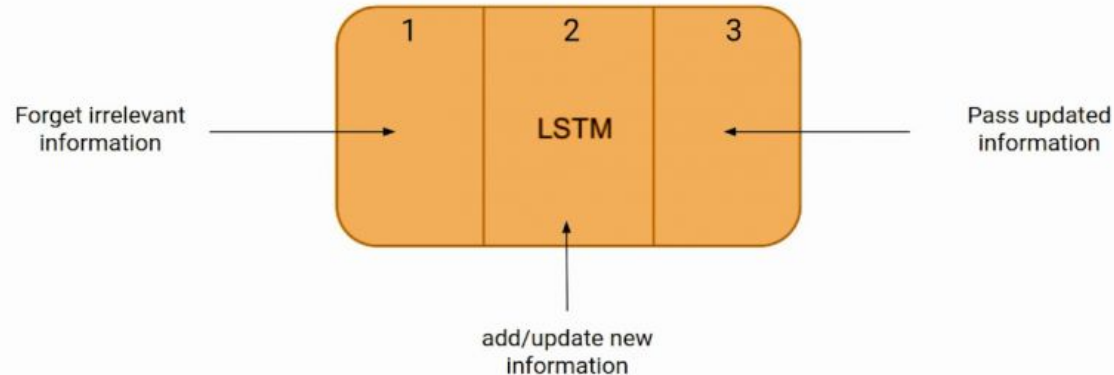 1
2
3
LSTM
Forget irrelevant
information
Pass updated
information
add/update new
information